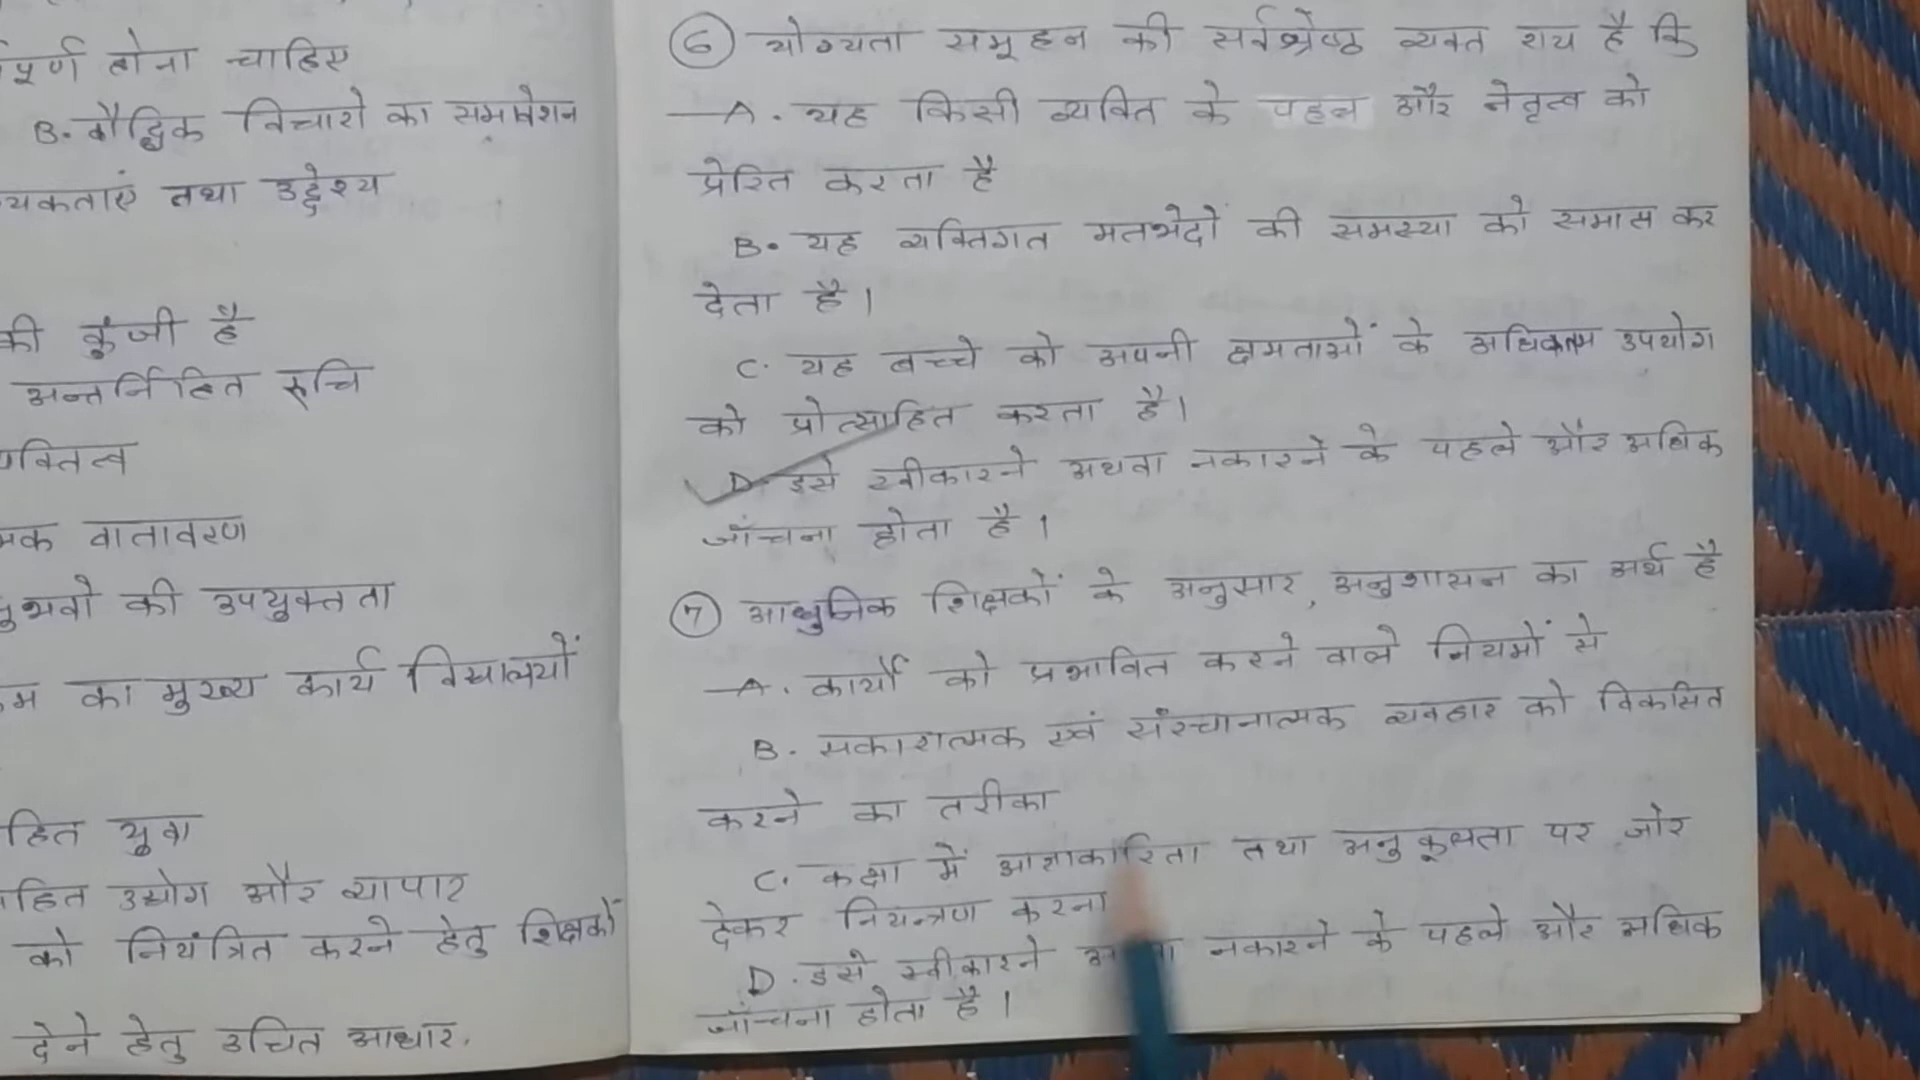 पूर्ण होना चाहिए
B. बौद्धिक विचारो का समावेशन
यकताएं तथा उद्देश्य
की कुंजी है
अन्तर्निहित रूचि
क्तित्व
मक वातावरण
नुभवो की उपयुक्तता
म का मुख्य कार्य विद्यालयों
हित युवा
हित उद्योग और व्यापार
को नियंत्रित करने हेतु शिक्षकों
देने हेतु उचित आधार.
6 योग्यता समूहन की सर्वश्रेष्ठ व्यक्त राय है कि
A. यह किसी व्यक्ति के पहल और नेतृत्व को
प्रेरित करता है
B. यह व्यक्तिगत मतभेदों की समस्या को समाप्त कर
देता है।
C. यह बच्चे को अपनी क्षमताओं के अधिकतम उपयोग
को प्रोत्साहित करता है।
D. इसे स्वीकारने अथवा नकारने के पहले और अधिक
जाँचना होता है।
7 आधुनिक शिक्षकों के अनुसार, अनुशासन का अर्थ है
A. कार्यो को प्रभावित करने वाले नियमों से
B. सकारात्मक एवं संरचानात्मक व्यवहार को विकसित
करने का तरीका
C. कक्षा में आज्ञाकारिता तथा अनुकूलता पर जोर
देकर नियन्त्रण करना
D. इसे स्वीकारने नकारने के पहले और अधिक
जाँचना होता है।